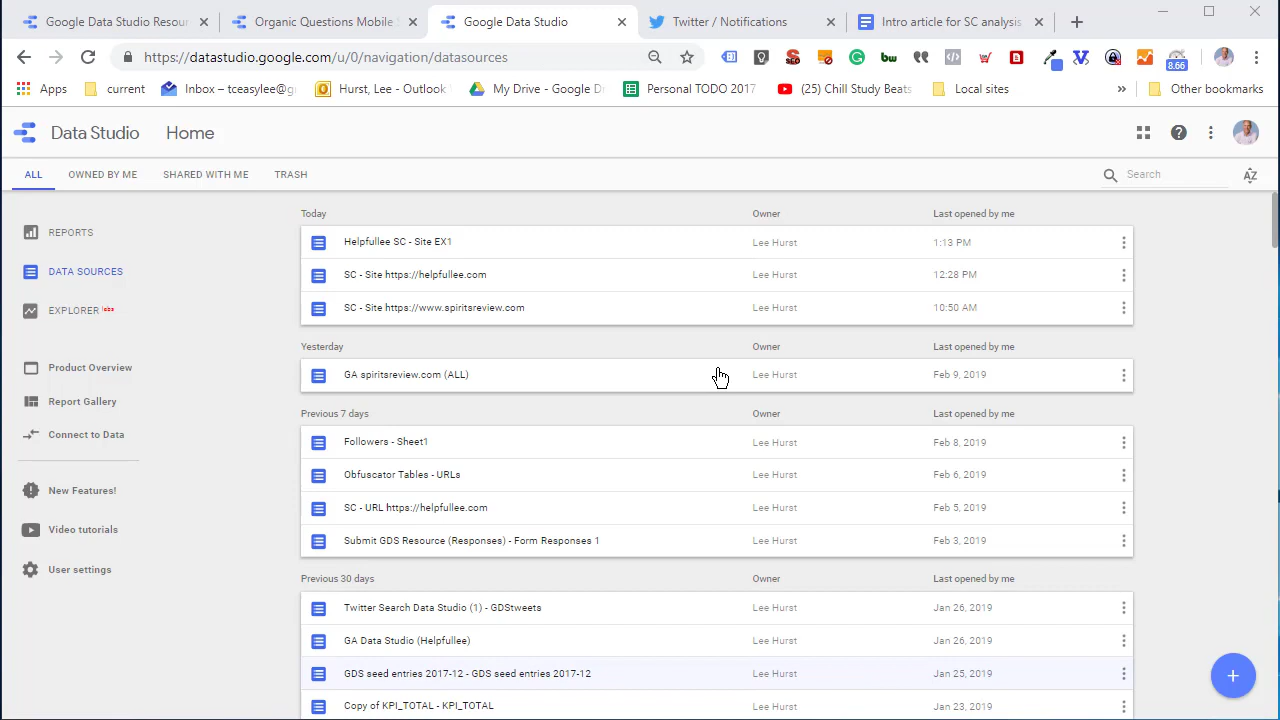 Google Data Studio Resour
Organic Questions Mobile
Google Data Studio
Twitter / Notifications
Intro article for SC analysis
https://datastudio.google.com/u/0/navigation/datasources
8.66
Apps
current
Inbox – tceasylee@g
Hurst, Lee - Outlook
My Drive - Google D
Personal TODO 2017
(25) Chill Study Beats
Local sites
»
Other bookmarks
Data Studio
Home
ALL
OWNED BY ME
SHARED WITH ME
TRASH
Search
AZ
REPORTS
DATA SOURCES
EXPLORER labs
Product Overview
Report Gallery
Connect to Data
New Features!
Video tutorials
User settings
Today Owner Last opened by me
Helpfullee SC - Site EX1 Lee Hurst 1:13 PM
SC - Site https://helpfullee.com Lee Hurst 12:28 PM
SC - Site https://www.spiritsreview.com Lee Hurst 10:50 AM
Yesterday Owner Last opened by me
GA spiritsreview.com (ALL) Lee Hurst Feb 9, 2019
Previous 7 days Owner Last opened by me
Followers - Sheet1 Lee Hurst Feb 8, 2019
Obfuscator Tables - URLs Lee Hurst Feb 6, 2019
SC - URL https://helpfullee.com Lee Hurst Feb 5, 2019
Submit GDS Resource (Responses) - Form Responses 1 Lee Hurst Feb 3, 2019
Previous 30 days Owner Last opened by me
Twitter Search Data Studio (1) - GDStweets Lee Hurst Jan 26, 2019
GA Data Studio (Helpfullee) Lee Hurst Jan 26, 2019
GDS seed entries 2017-12 - GDS seed entries 2017-12 Lee Hurst Jan 25, 2019
Copy of KPI_TOTAL - KPI_TOTAL Lee Hurst Jan 23, 2019